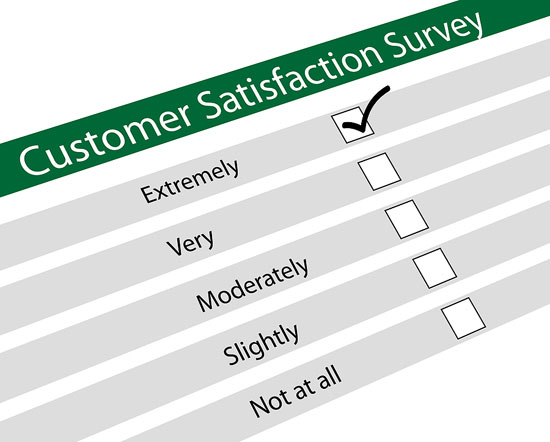 Customer Satisfaction Survey
Extremely
Very
Moderately
Slightly
Not at all